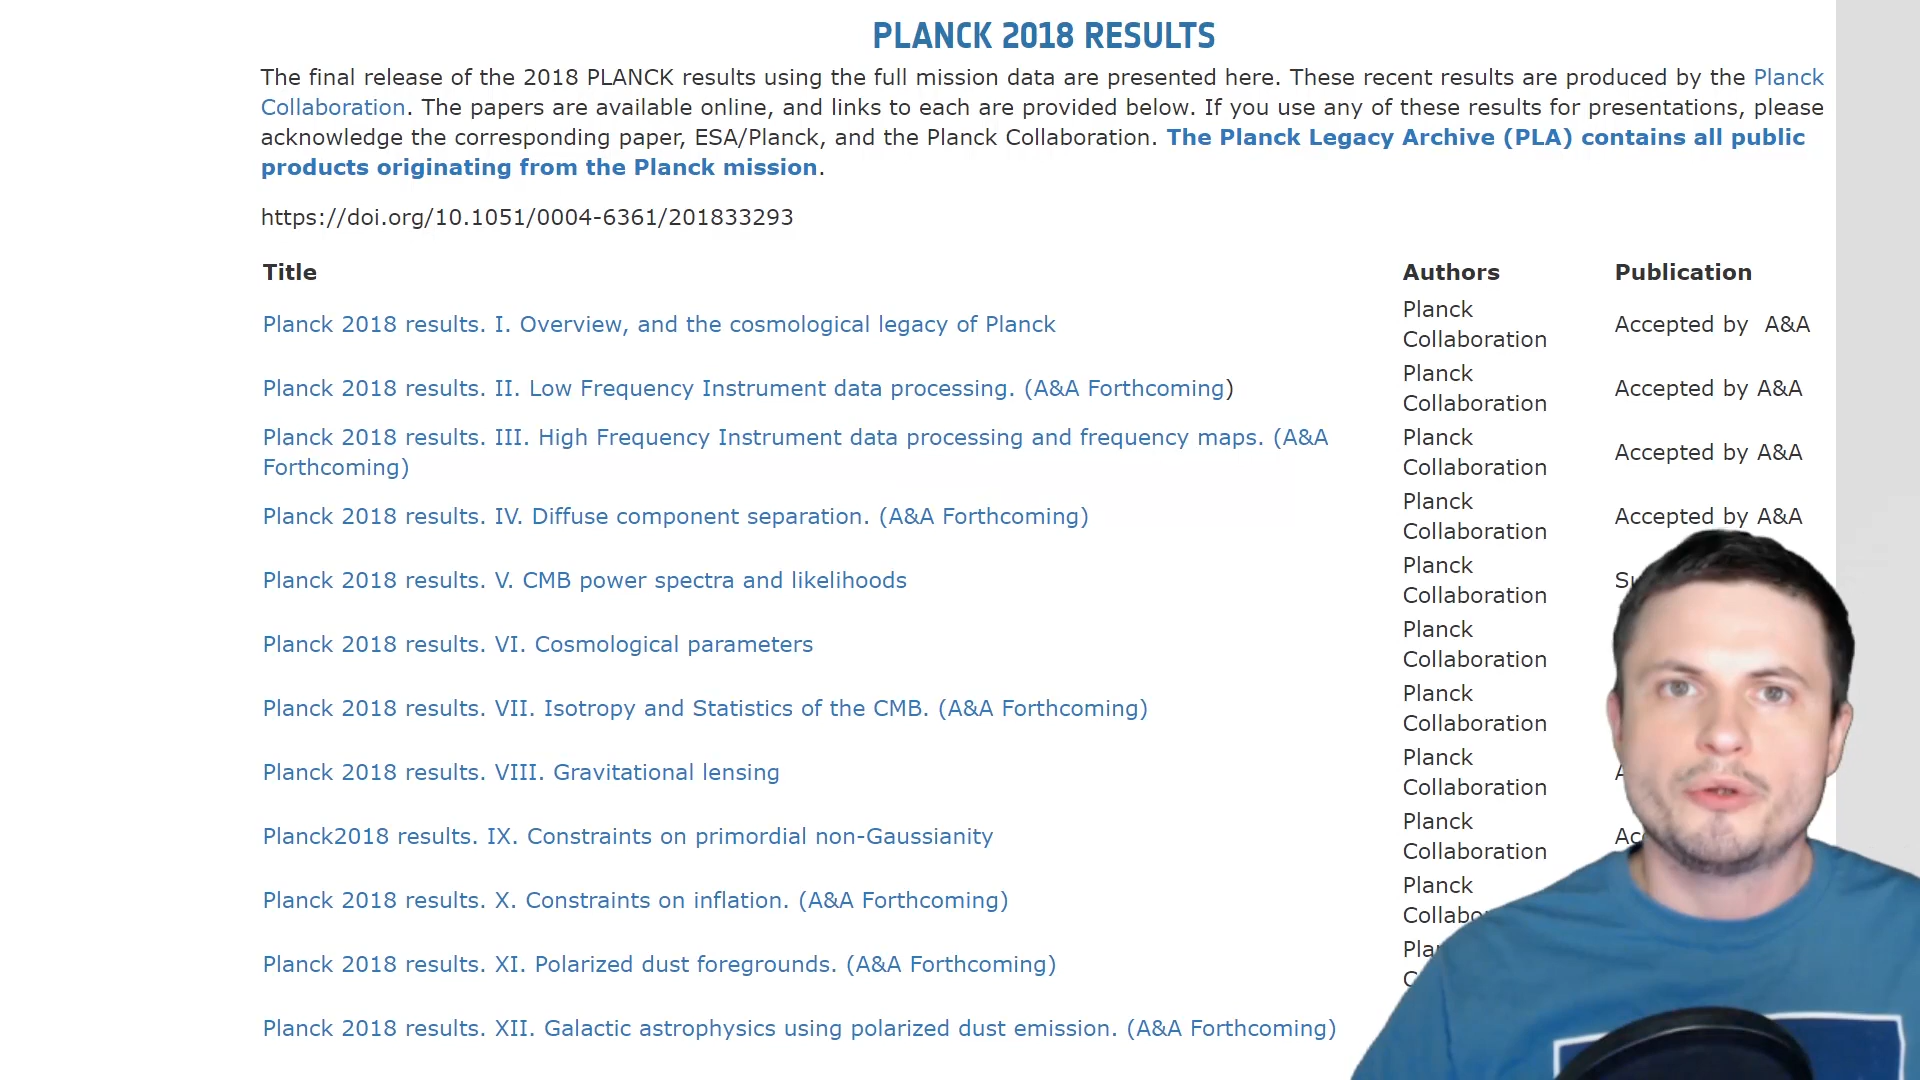 PLANCK 2018 RESULTS
The final release of the 2018 PLANCK results using the full mission data are presented here. These recent results are produced by the Planck
Collaboration. The papers are available online, and links to each are provided below. If you use any of these results for presentations, please
acknowledge the corresponding paper, ESA/Planck, and the Planck Collaboration. The Planck Legacy Archive (PLA) contains all public
products originating from the Planck mission.
https://doi.org/10.1051/0004-6361/201833293
Title Authors Publication
Planck 2018 results. I. Overview, and the cosmological legacy of Planck Planck Collaboration Accepted by A&A
Planck 2018 results. II. Low Frequency Instrument data processing. (A&A Forthcoming) Planck Collaboration Accepted by A&A
Planck 2018 results. III. High Frequency Instrument data processing and frequency maps. (A&A
Forthcoming) Planck Collaboration Accepted by A&A
Planck 2018 results. IV. Diffuse component separation. (A&A Forthcoming) Planck Collaboration Accepted by A&A
Planck 2018 results. V. CMB power spectra and likelihoods Planck Collaboration
Planck 2018 results. VI. Cosmological parameters Planck Collaboration
Planck 2018 results. VII. Isotropy and Statistics of the CMB. (A&A Forthcoming) Planck Collaboration
Planck 2018 results. VIII. Gravitational lensing Planck Collaboration
Planck2018 results. IX. Constraints on primordial non-Gaussianity Planck Collaboration
Planck 2018 results. X. Constraints on inflation. (A&A Forthcoming) Planck
Planck 2018 results. XI. Polarized dust foregrounds. (A&A Forthcoming)
Planck 2018 results. XII. Galactic astrophysics using polarized dust emission. (A&A Forthcoming)